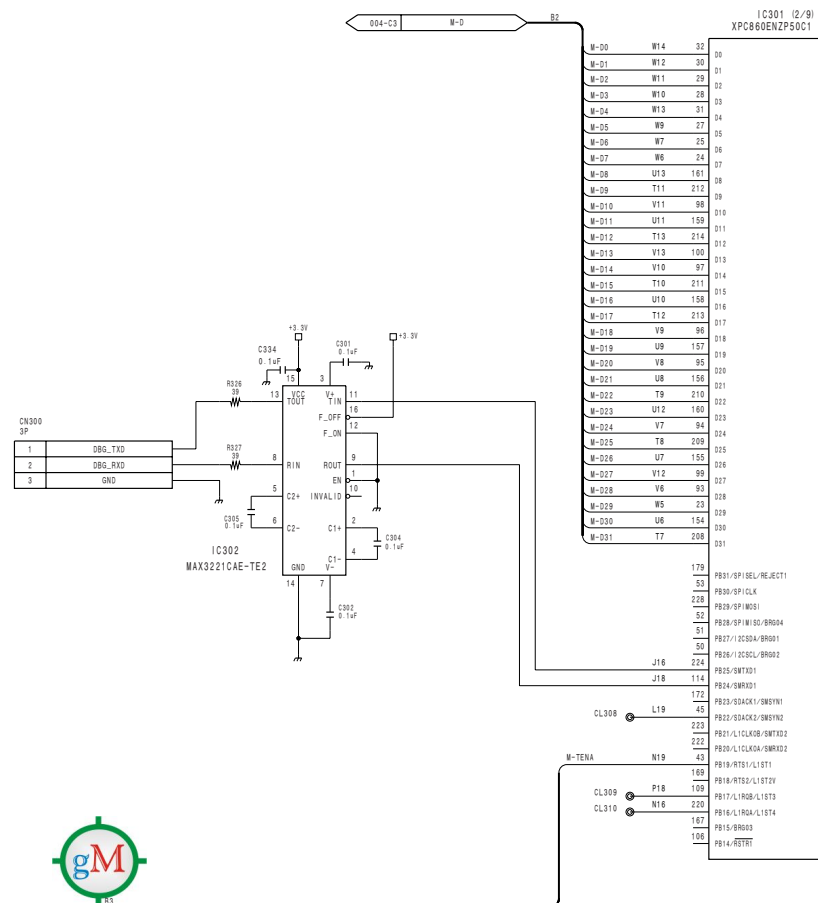 004-C3 M-D B2
IC301 (2/9)
XPC860ENZP50C1
M-D0 W14 32 D0
M-D1 W12 30 D1
M-D2 W11 29 D2
M-D3 W10 28 D3
M-D4 W13 31 D4
M-D5 W9 27 D5
M-D6 W7 25 D6
M-D7 W6 24 D7
M-D8 U13 161 D8
M-D9 T11 212 D9
M-D10 V11 98 D10
M-D11 U11 159 D11
M-D12 T13 214 D12
M-D13 V13 100 D13
M-D14 V10 97 D14
M-D15 T10 211 D15
M-D16 U10 158 D16
M-D17 T12 213 D17
M-D18 V9 96 D18
M-D19 U9 157 D19
M-D20 V8 95 D20
M-D21 U8 156 D21
M-D22 T9 210 D22
M-D23 U12 160 D23
M-D24 V7 94 D24
M-D25 T8 209 D25
M-D26 U7 155 D26
M-D27 V12 99 D27
M-D28 V6 93 D28
M-D29 W5 23 D29
M-D30 U6 154 D30
M-D31 T7 208 D31
+3.3V
C334
0.1uF
C301
0.1uF
+3.3V
15 3
VCC V+
R326
39
13 TOUT TIN 11
F_OFF 16
F_ON 12
CN300
3P
1 DBG_TXD
2 DBG_RXD
3 GND
R327
39
8 RIN ROUT 9
EN 1
INVALID 10
5 C2+
C305
0.1uF
6 C2-
C1+ 2
C304
0.1uF
C1- 4
GND V-
14 7
IC302
MAX3221CAE-TE2
C302
0.1uF
179 PB31/SPISEL/REJECT1
53 PB30/SPICLK
228 PB29/SPIMOSI
52 PB28/SPIMISO/BRGO4
51 PB27/I2CSDA/BRGO1
50 PB26/I2CSCL/BRGO2
J16 224 PB25/SMTXD1
J18 114 PB24/SMRXD1
172 PB23/SDACK1/SMSYN1
CL308 L19 45 PB22/SDACK2/SMSYN2
223 PB21/L1CLKOB/SMTXD2
222 PB20/L1CLKOA/SMRXD2
M-TENA N19 43 PB19/RTS1/L1ST1
169 PB18/RTS2/L1ST2V
CL309 P18 109 PB17/L1RQB/L1ST3
CL310 N16 220 PB16/L1RQA/L1ST4
167 PB15/BRGO3
106 PB14/RSTR1
gM
B3